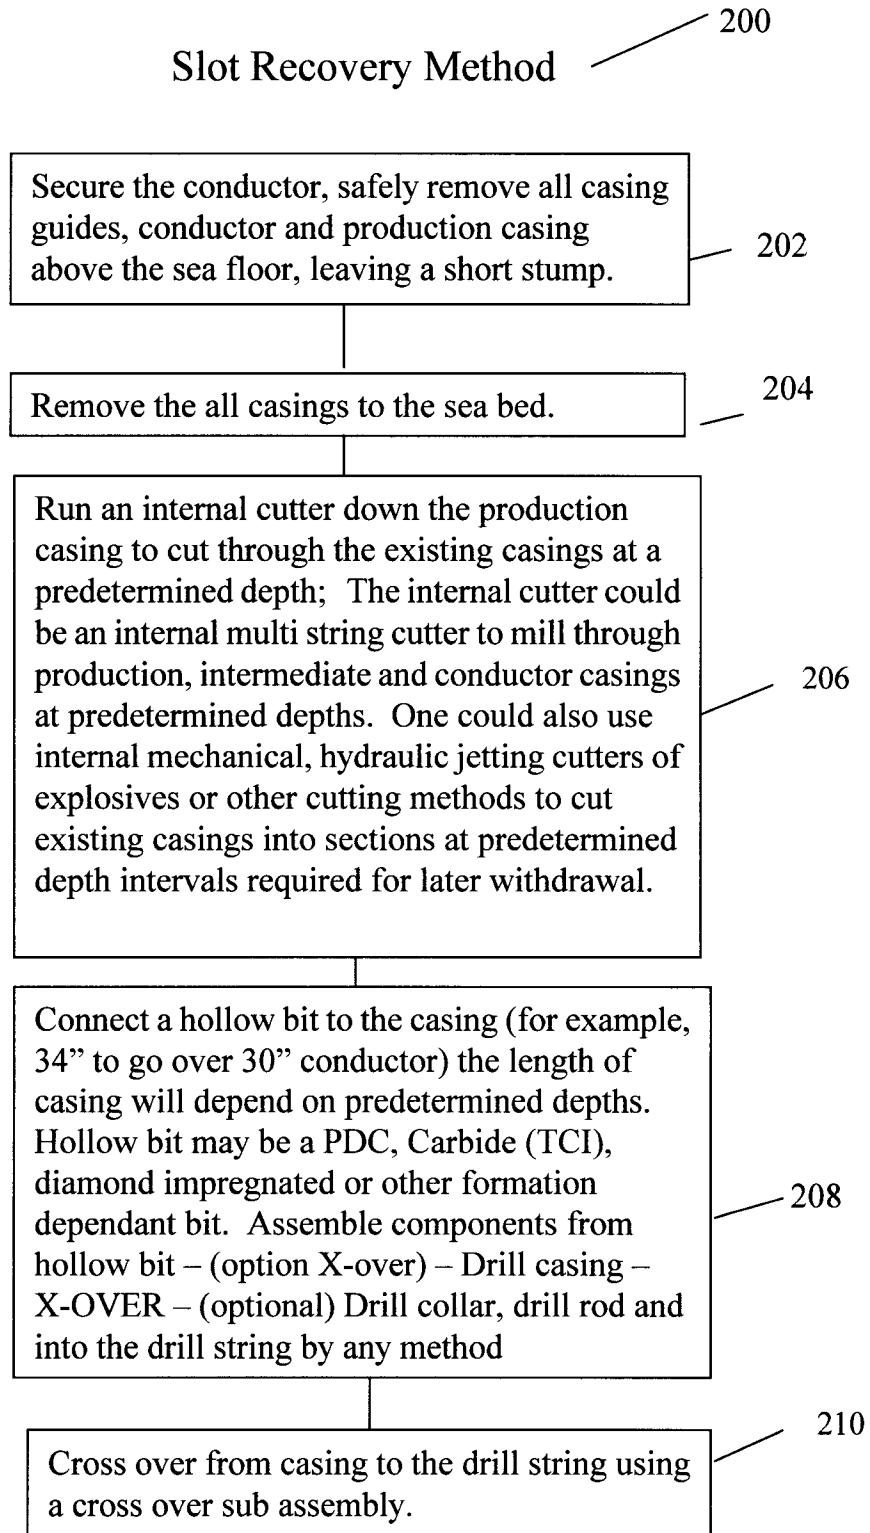 200
Slot Recovery Method
Secure the conductor, safely remove all casing
guides, conductor and production casing
above the sea floor, leaving a short stump.
202
204
Remove the all casings to the sea bed.
Run an internal cutter down the production
casing to cut through the existing casings at a
predetermined depth;   The internal cutter could
be an internal multi string cutter to mill through
production, intermediate and conductor casings
at predetermined depths.  One could also use
internal mechanical, hydraulic jetting cutters of
explosives or other cutting methods to cut
existing casings into sections at predetermined
depth intervals required for later withdrawal.
206
Connect a hollow bit to the casing (for example,
34” to go over 30” conductor) the length of
casing will depend on predetermined depths.
Hollow bit may be a PDC, Carbide (TCI),
diamond impregnated or other formation
dependant bit.  Assemble components from
hollow bit – (option X-over) – Drill casing –
X-OVER – (optional) Drill collar, drill rod and
into the drill string by any method
208
210
Cross over from casing to the drill string using
a cross over sub assembly.